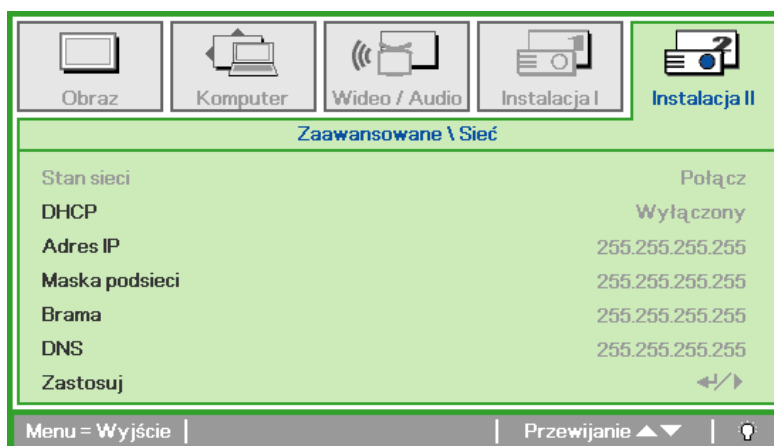 Obraz
Komputer
Wideo / Audio
Instalacja I
2
Instalacja II
Zaawansowane \ Sieć
Stan sieci Połącz
DHCP Wyłączony
Adres IP 255.255.255.255
Maska podsieci 255.255.255.255
Brama 255.255.255.255
DNS 255.255.255.255
Zastosuj
Menu = Wyjście | | Przewijanie ▲▼ |